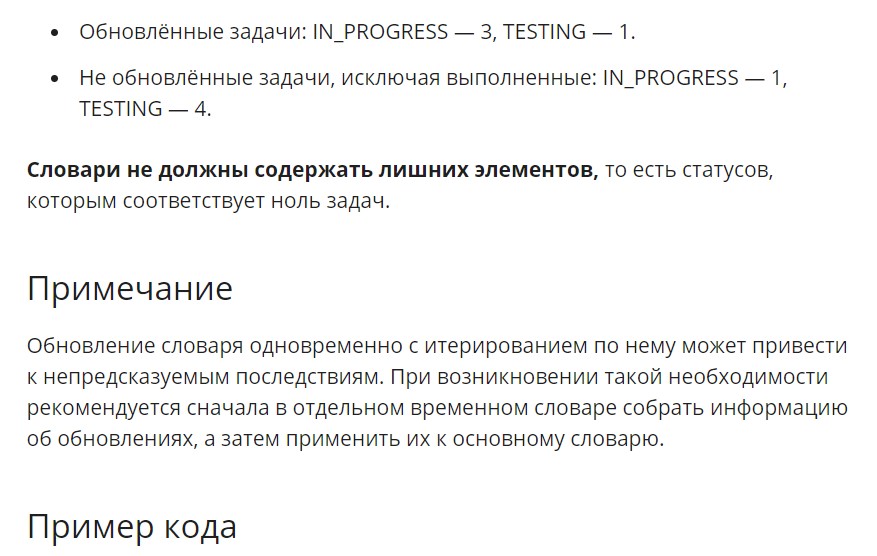 Обновлённые задачи: IN_PROGRESS — 3, TESTING — 1.
Не обновлённые задачи, исключая выполненные: IN_PROGRESS — 1,
TESTING — 4.
Словари не должны содержать лишних элементов, то есть статусов,
которым соответствует ноль задач.
Примечание
Обновление словаря одновременно с итерированием по нему может привести
к непредсказуемым последствиям. При возникновении такой необходимости
рекомендуется сначала в отдельном временном словаре собрать информацию
об обновлениях, а затем применить их к основному словарю.
Пример кода